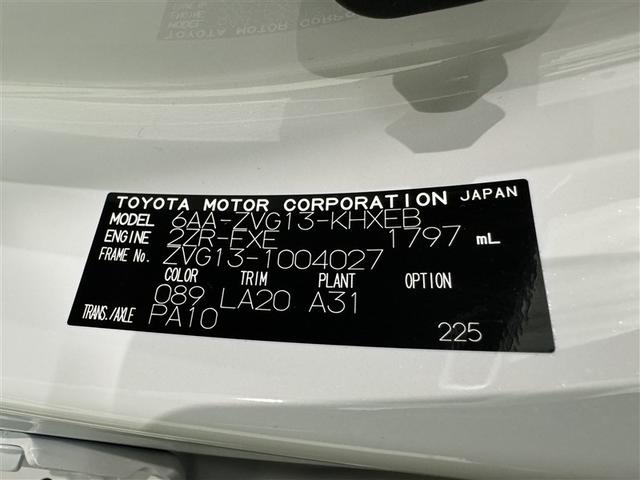 TOYOTA MOTOR CORPORATION JAPAN
MODEL 6AA-ZVG13-KHXEB
ENGINE 2ZR-EXE 1797 mL
FRAME No. ZVG13-1004027
COLOR TRIM PLANT OPTION
089 LA20 A31
TRANS./AXLE PA10
225